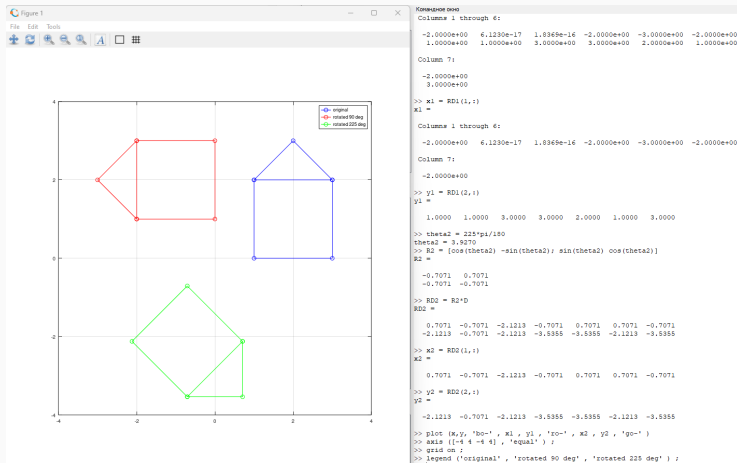 Figure 1
File Edit Tools
original
rotated 90 deg
rotated 225 deg
4
2
0
-2
-4
-4 -2 0 2 4
Командное окно
Columns 1 through 6:
-2.0000e+00 6.1230e-17 1.8369e-16 -2.0000e+00 -3.0000e+00 -2.0000e+00
1.0000e+00 1.0000e+00 3.0000e+00 3.0000e+00 2.0000e+00 1.0000e+00
Column 7:
-2.0000e+00
3.0000e+00
>> x1 = RD1(1,:)
x1 =
Columns 1 through 6:
-2.0000e+00 6.1230e-17 1.8369e-16 -2.0000e+00 -3.0000e+00 -2.0000e+00
Column 7:
-2.0000e+00
>> y1 = RD1(2,:)
y1 =
1.0000 1.0000 3.0000 3.0000 2.0000 1.0000 3.0000
>> theta2 = 225*pi/180
theta2 = 3.9270
>> R2 = [cos(theta2) -sin(theta2); sin(theta2) cos(theta2)]
R2 =
-0.7071 0.7071
-0.7071 -0.7071
>> RD2 = R2*D
RD2 =
0.7071 -0.7071 -2.1213 -0.7071 0.7071 0.7071 -0.7071
-2.1213 -0.7071 -2.1213 -3.5355 -3.5355 -2.1213 -3.5355
>> x2 = RD2(1,:)
x2 =
0.7071 -0.7071 -2.1213 -0.7071 0.7071 0.7071 -0.7071
>> y2 = RD2(2,:)
y2 =
-2.1213 -0.7071 -2.1213 -3.5355 -3.5355 -2.1213 -3.5355
>> plot (x,y, 'bo-' , x1 , y1 , 'ro-' , x2 , y2 , 'go-' )
>> axis ([-4 4 -4 4] , 'equal' ) ;
>> grid on ;
>> legend ('original' , 'rotated 90 deg' , 'rotated 225 deg' ) ;